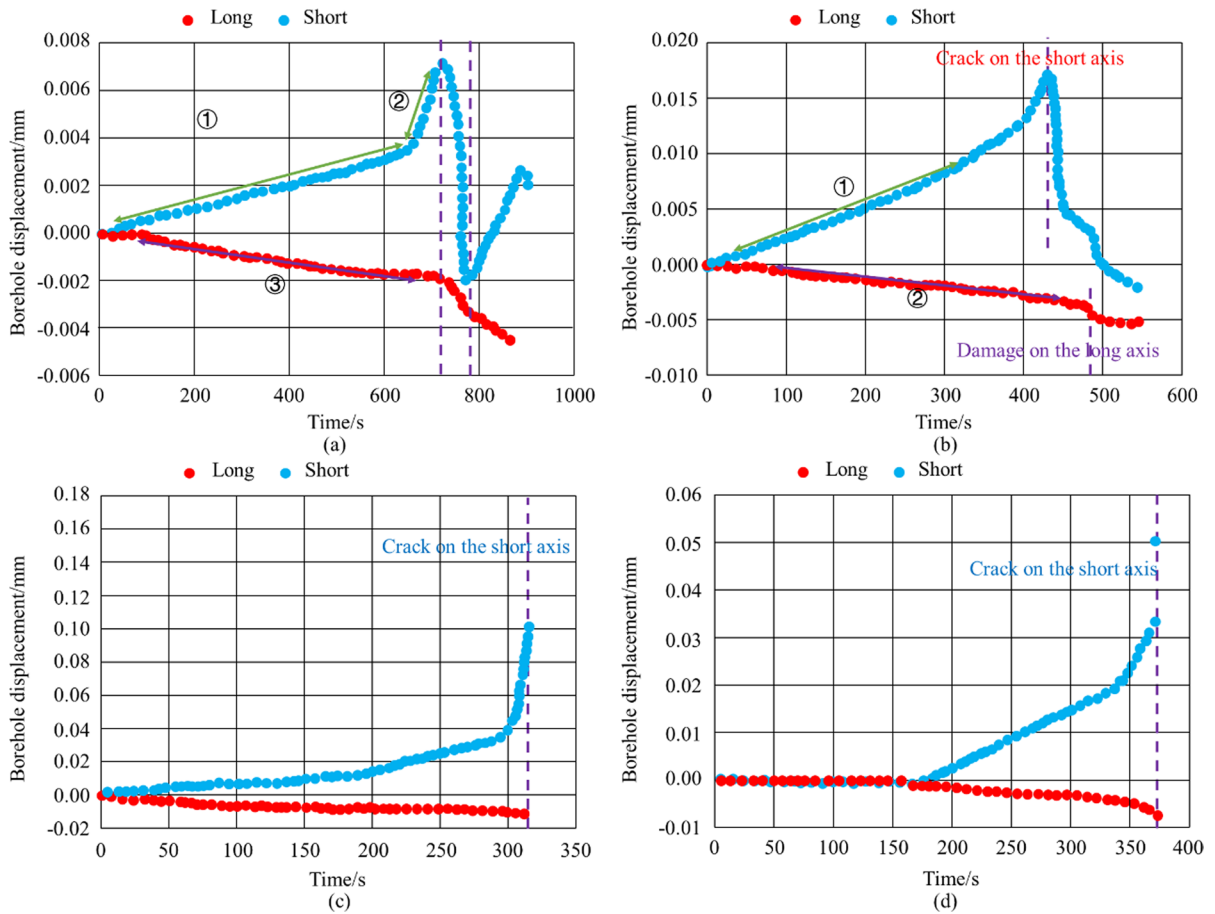 Long Short
0.008
0.006
0.004
0.002
0.000
-0.002
-0.004
-0.006
Borehole displacement/mm
①
②
③
0 200 400 600 800 1000
Time/s
(a)
Long Short
0.020
0.015
0.010
0.005
0.000
-0.005
-0.010
Borehole displacement/mm
Crack on the short axis
①
②
Damage on the long axis
0 100 200 300 400 500 600
Time/s
(b)
Long Short
0.18
0.16
0.14
0.12
0.10
0.08
0.06
0.04
0.02
0.00
-0.02
Borehole displacement/mm
Crack on the short axis
0 50 100 150 200 250 300 350
Time/s
(c)
Long Short
0.06
0.05
0.04
0.03
0.02
0.01
0.00
-0.01
Borehole displacement/mm
Crack on the short axis
0 50 100 150 200 250 300 350 400
Time/s
(d)